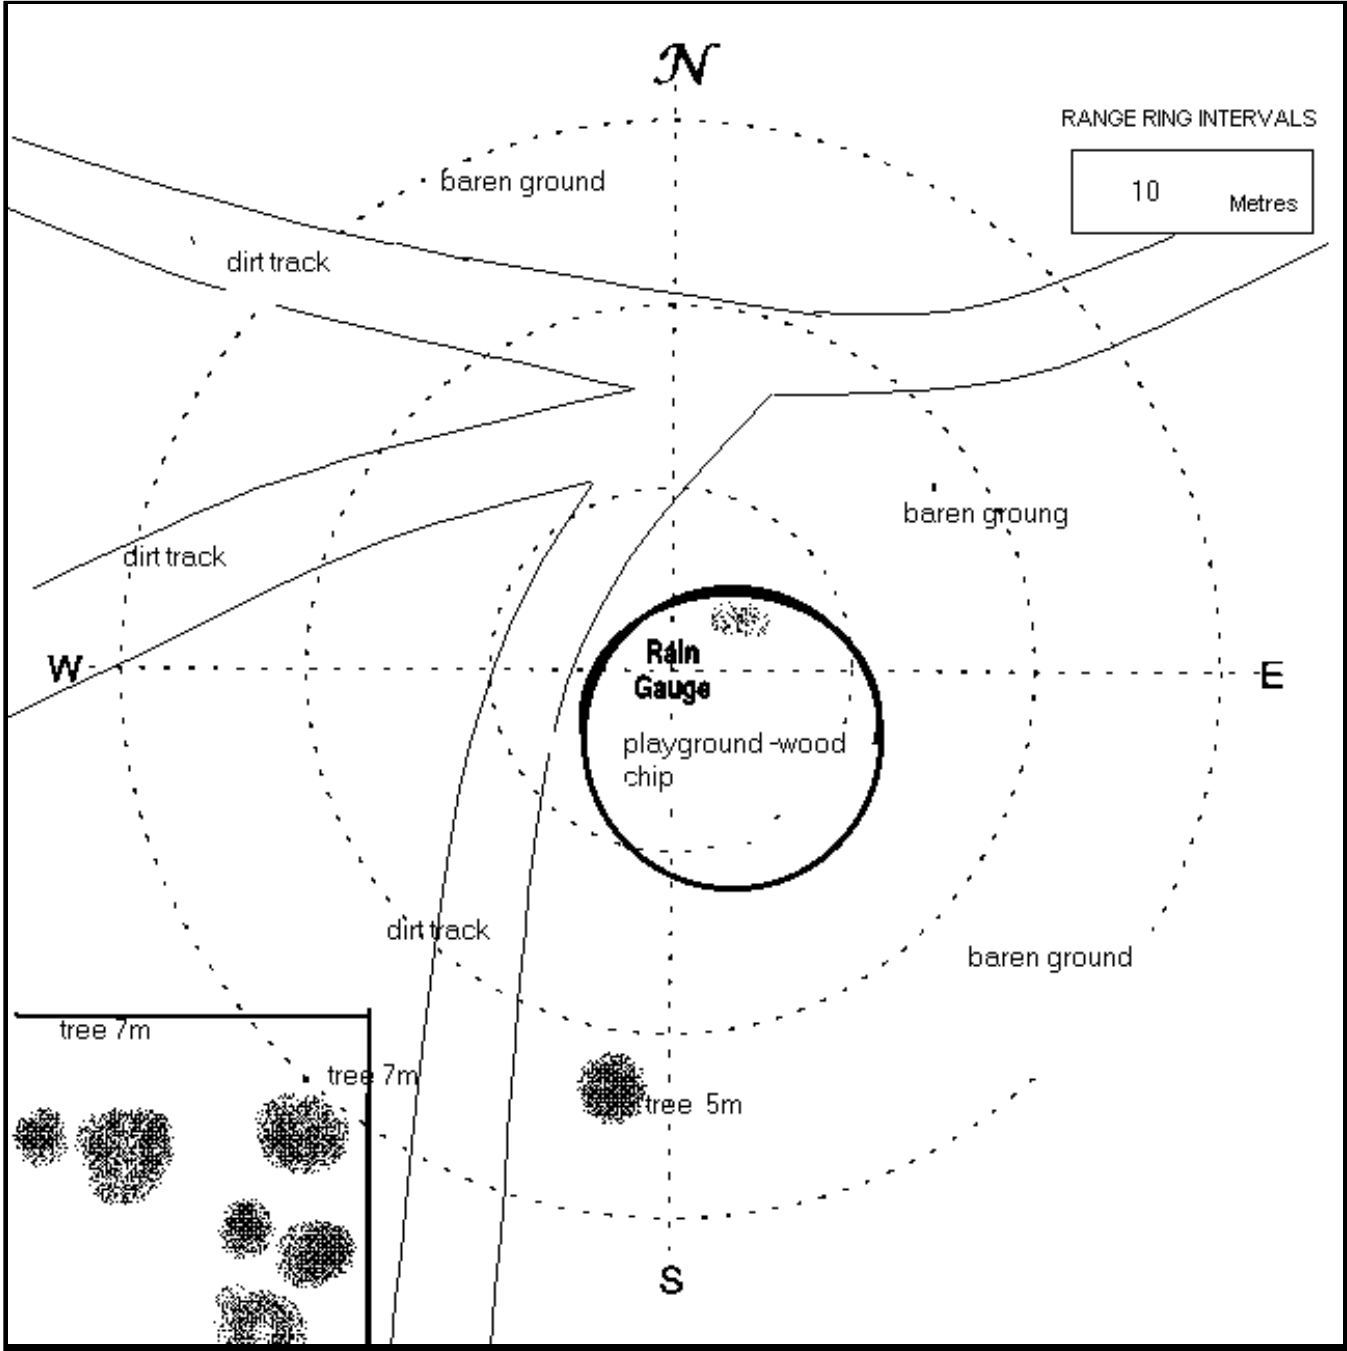 N
RANGE RING INTERVALS
10 Metres
baren ground
dirt track
baren groung
dirt track
W
Rain
Gauge
E
playground -wood
chip
dirt track
baren ground
tree 7m
tree 7m
tree 5m
S